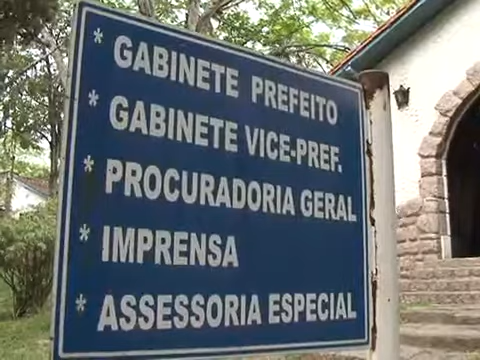 * GABINETE PREFEITO
* GABINETE VICE-PREF.
* PROCURADORIA GERAL
* IMPRENSA
* ASSESSORIA ESPECIAL